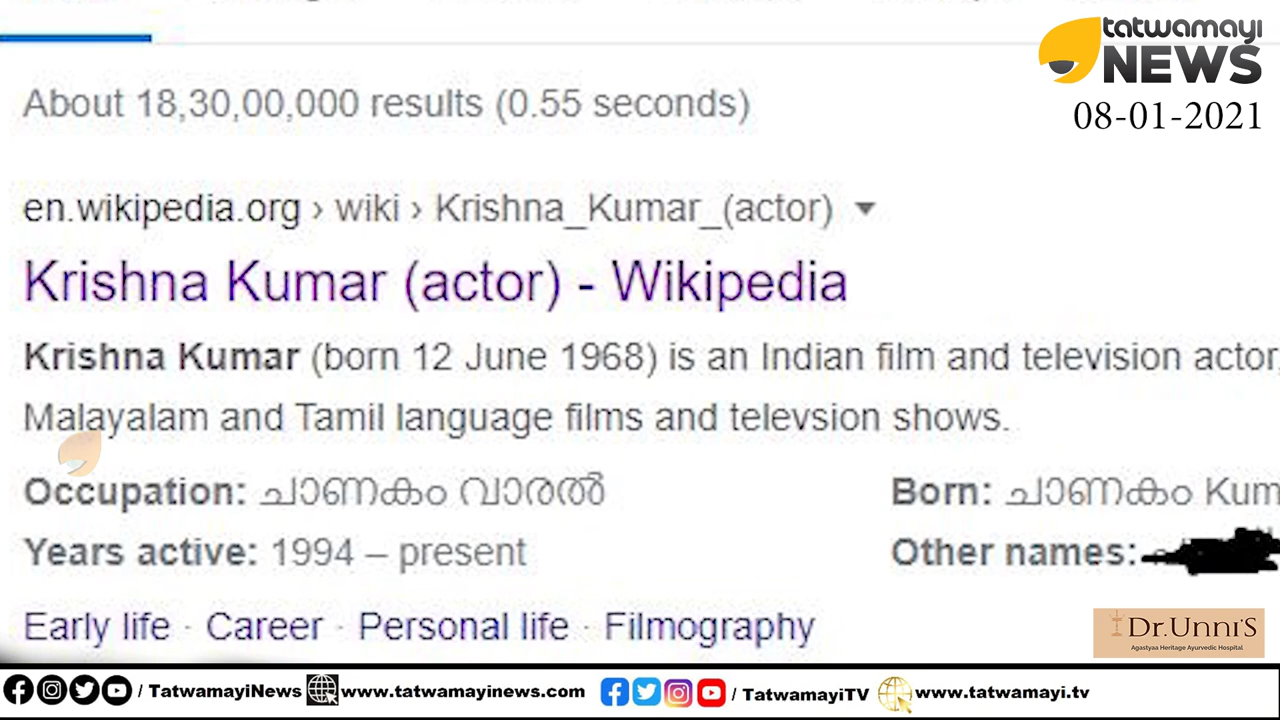 tatwamayi
NEWS
08-01-2021
About 18,30,00,000 results (0.55 seconds)
en.wikipedia.org › wiki › Krishna_Kumar_(actor)
Krishna Kumar (actor) - Wikipedia
Krishna Kumar (born 12 June 1968) is an Indian film and television actor,
Malayalam and Tamil language films and televsion shows.
Occupation: ചാണകം വാരൽ Born: ചാണകം Kum
Years active: 1994 – present Other names:
Early life · Career · Personal life · Filmography
Dr.Unni'S
Agastyaa Heritage Ayurvedic Hospital
/ TatwamayiNews www.tatwamayinews.com / TatwamayiTV www.tatwamayi.tv